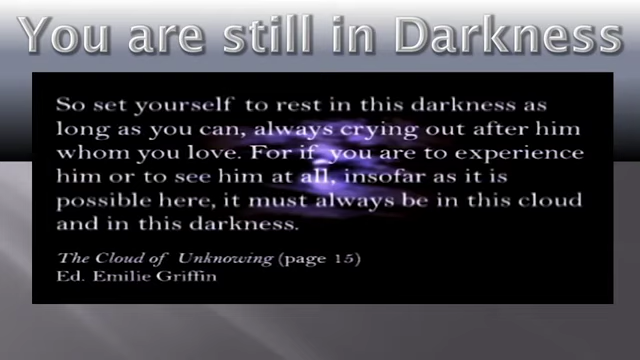 You are still in Darkness
So set yourself to rest in this darkness as
long as you can, always crying out after him
whom you love. For if, you are to experience
him or to see him at all, insofar as it is
possible here, it must always be in this cloud
and in this darkness.
The Cloud of Unknowing (page 15)
Ed. Emilie Griffin